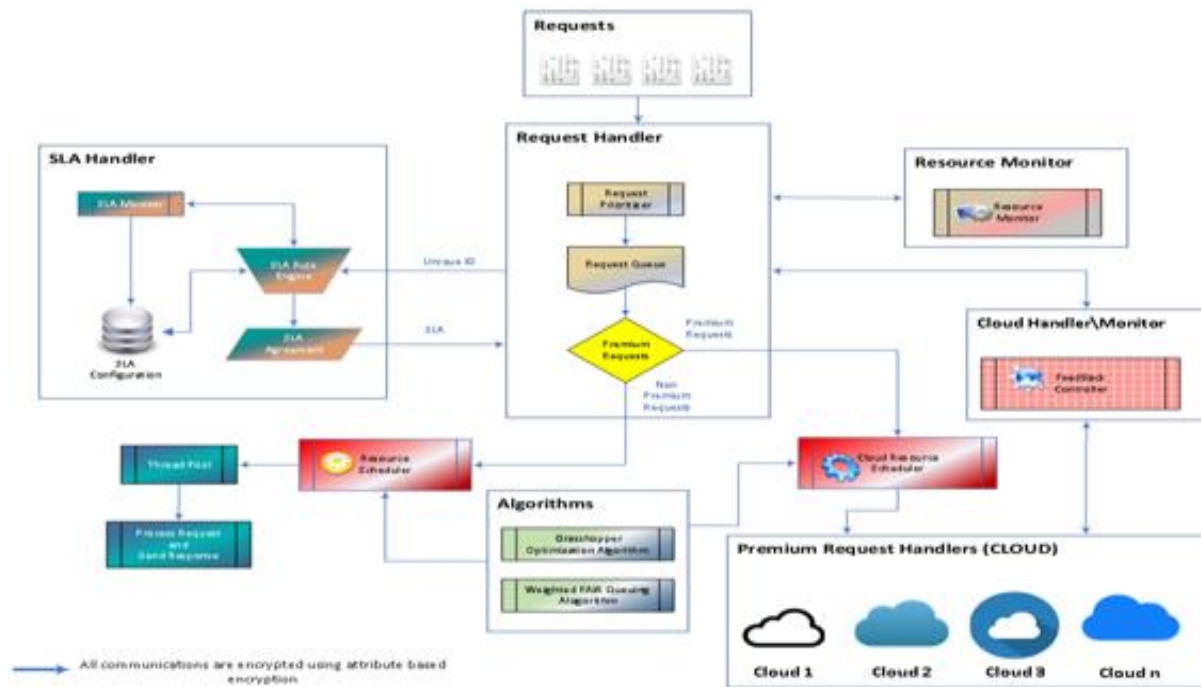 Requests
Request Handler
SLA Handler
Resource Monitor
SLA Monitor
Request
Prioritizer
Resource
Monitor
SLA Rule
Engine
Unique ID
Request Queue
Cloud Handler\Monitor
SLA
Agreement
SLA
Premium
Requests
Premium
Requests
SLA
Configuration
FeedBack
Controller
Non
Premium
Requests
Thread Pool
Resource
Scheduler
Cloud Resource
Scheduler
Algorithms
Process Request
and
Send Response
Grasshopper
Optimization Algorithm
Premium Request Handlers (CLOUD)
Weighted FAIR Queuing
Cloud 1
Cloud 2
Cloud 3
Cloud n
All communications are encrypted using attribute based
encryption